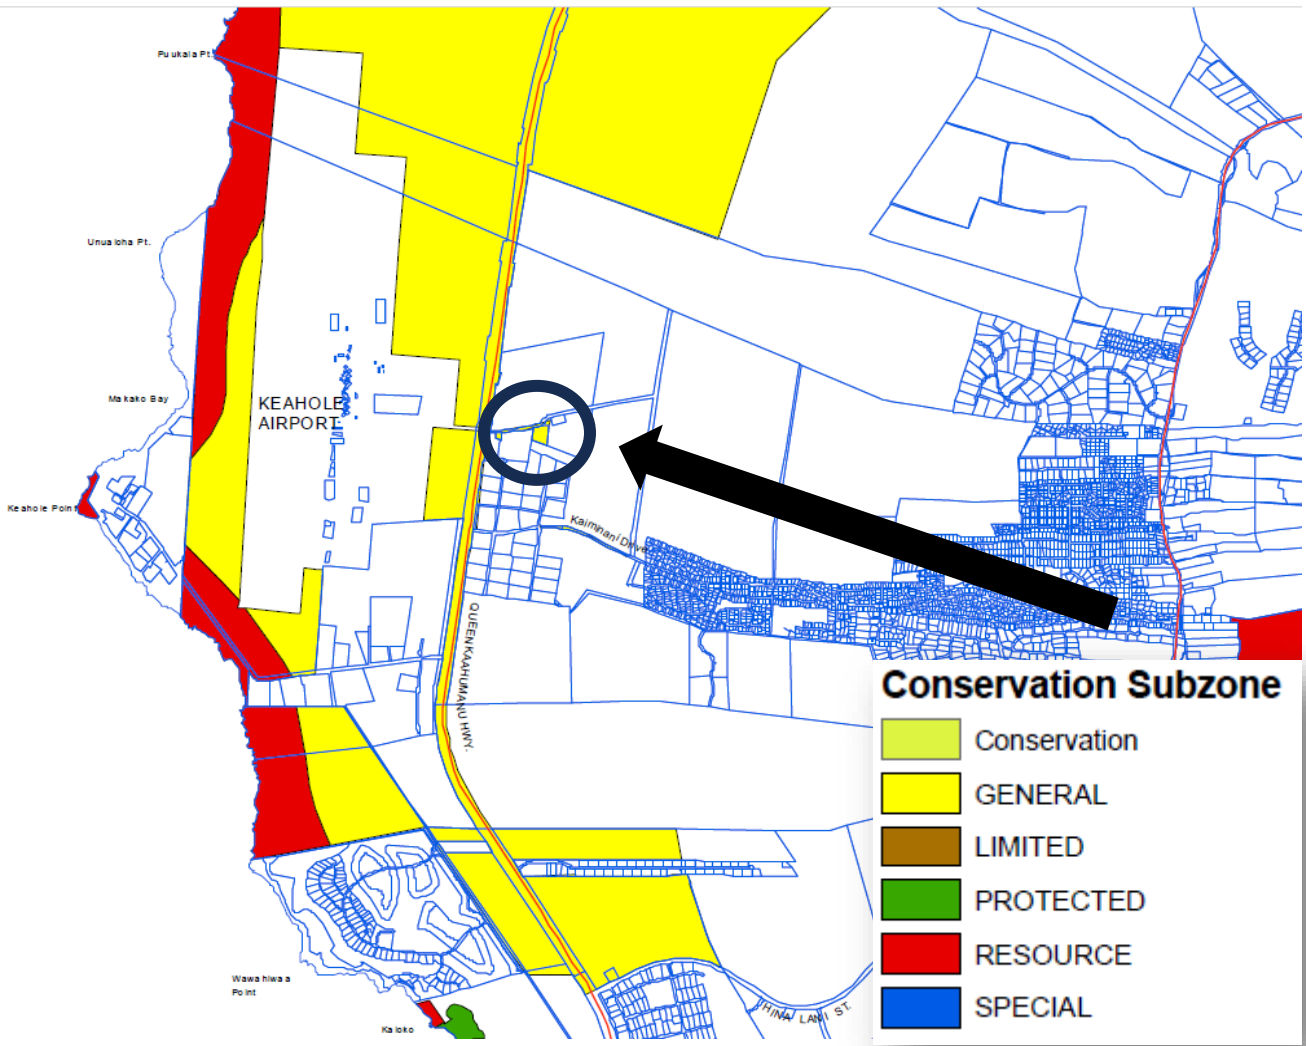 Puukala Pt.
Unualoha Pt.
Makako Bay
KEAHOLE
AIRPORT
Keahole Point
Kaiminani Drive
QUEEN KAAHUMANU HWY.
Conservation Subzone
Conservation
GENERAL
LIMITED
PROTECTED
RESOURCE
SPECIAL
Wawahiwaa
Point
Kaloko
HINA LANI ST.